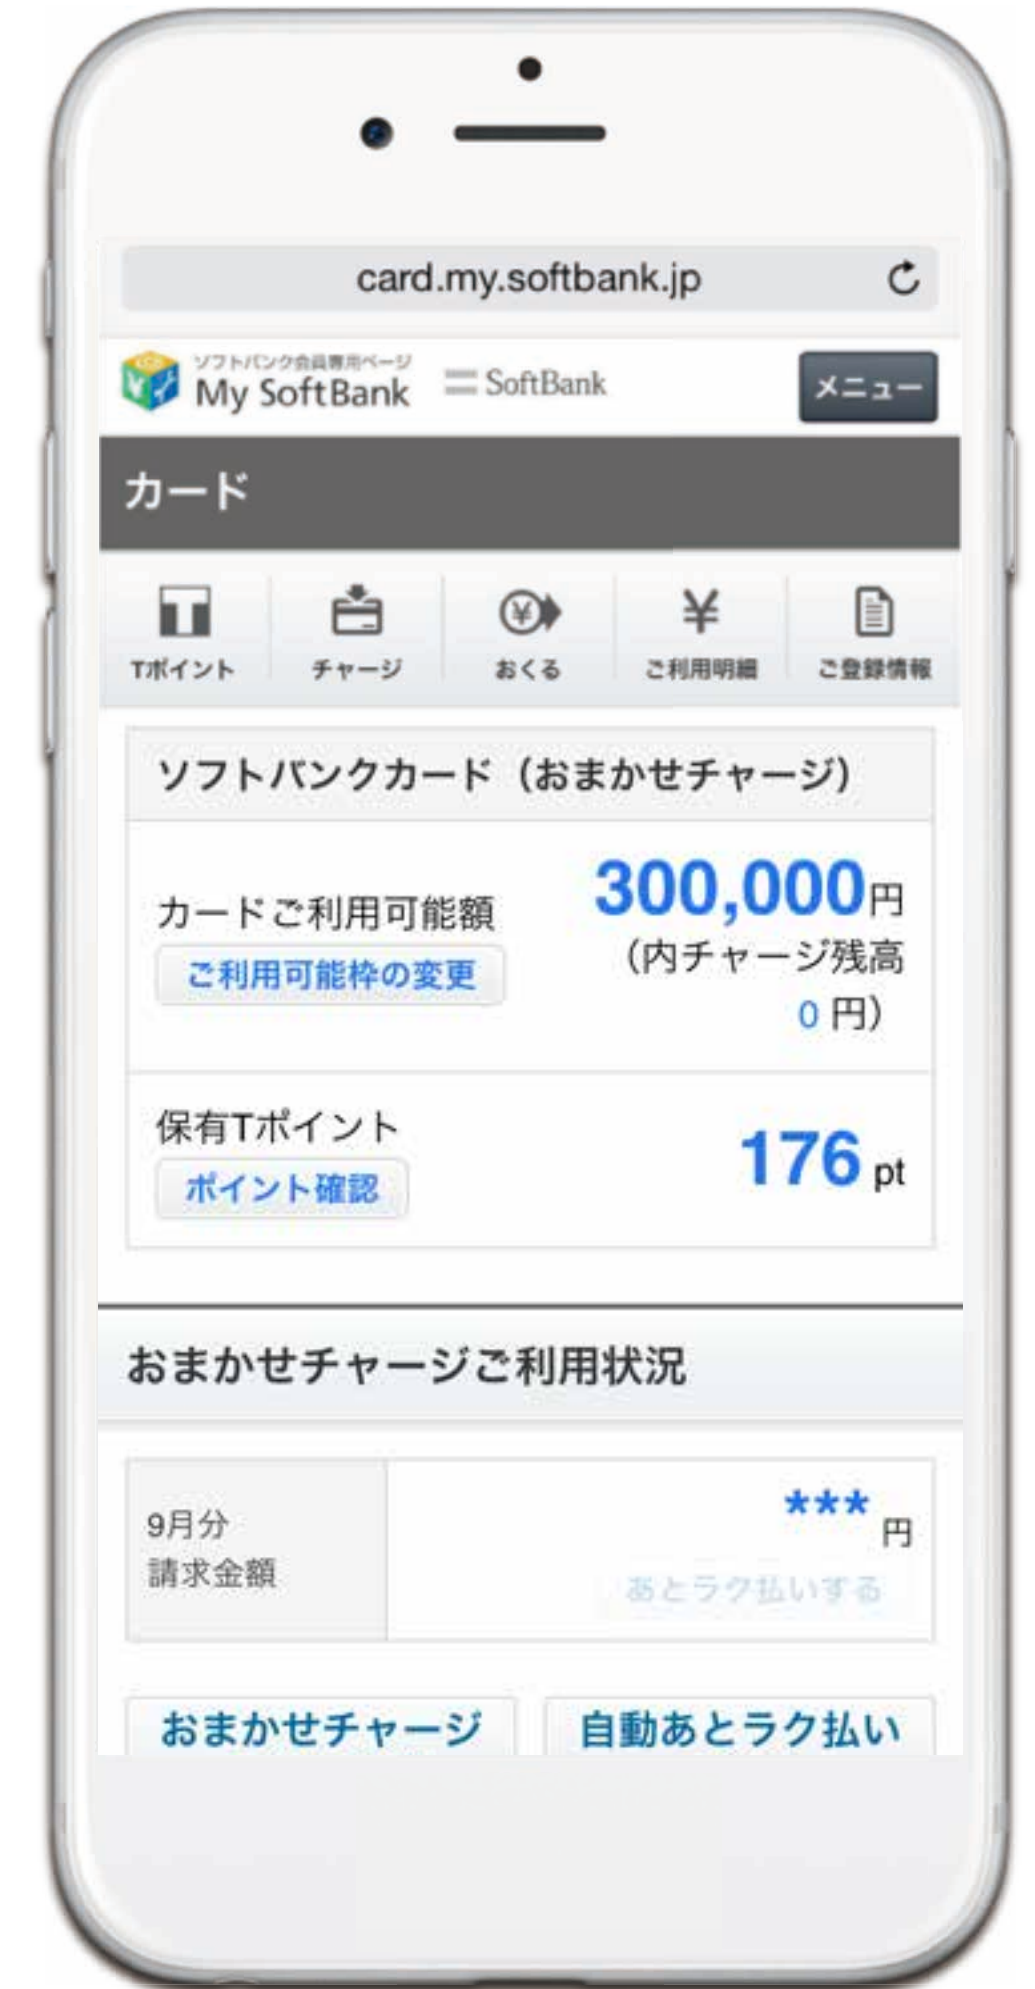 card.my.softbank.jp
ソフトバンク会員専用ページ
My SoftBank
SoftBank
メニュー
カード
Tポイント
チャージ
おくる
ご利用明細
ご登録情報
ソフトバンクカード（おまかせチャージ）
カードご利用可能額
300,000円
ご利用可能枠の変更
（内チャージ残高
0 円）
保有Tポイント
176 pt
ポイント確認
おまかせチャージご利用状況
9月分
請求金額
*** 円
あとラク払いする
おまかせチャージ
自動あとラク払い